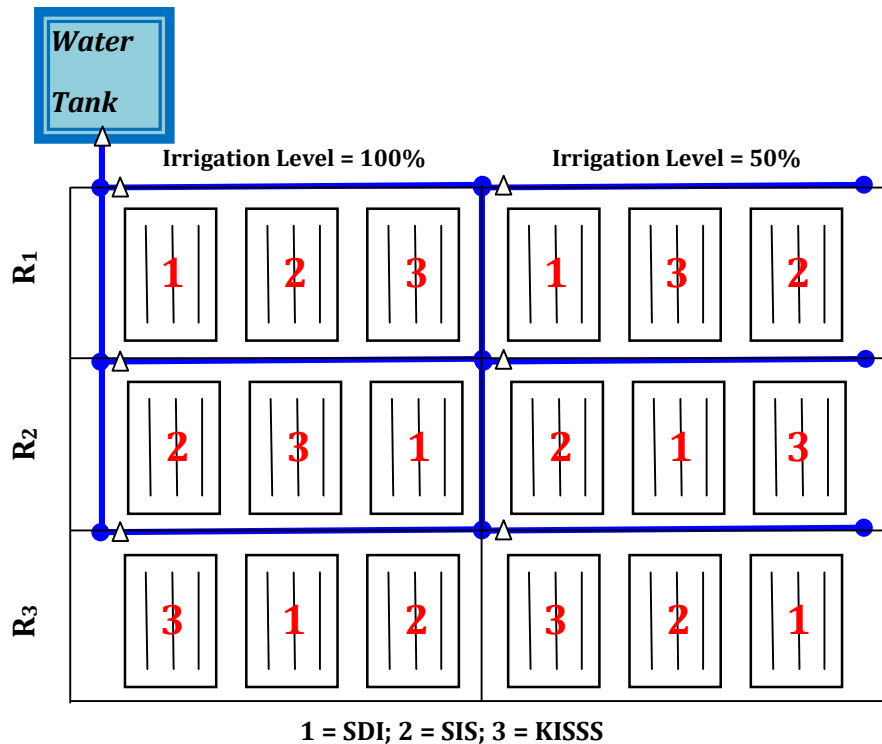 Water
Tank
Irrigation Level = 100%
Irrigation Level = 50%
R1
1 2 3 1 3 2
R2
2 3 1 2 1 3
R3
3 1 2 3 2 1
1 = SDI; 2 = SIS; 3 = KISSS